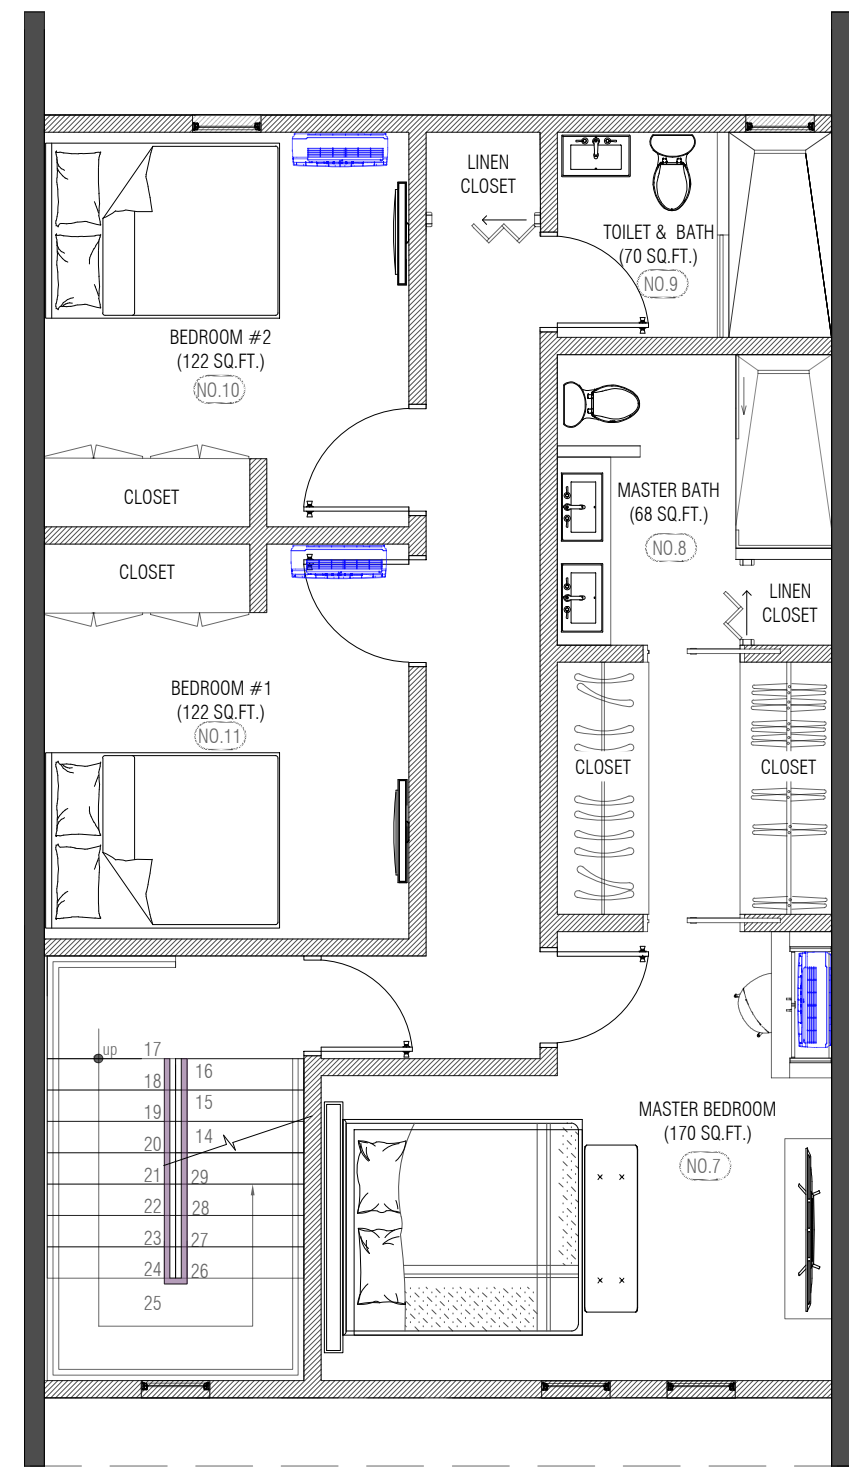 LINEN
CLOSET
TOILET & BATH
(70 SQ.FT.)
NO.9
BEDROOM #2
(122 SQ.FT.)
NO.10
CLOSET
MASTER BATH
(68 SQ.FT.)
NO.8
CLOSET
LINEN
CLOSET
BEDROOM #1
(122 SQ.FT.)
NO.11
CLOSET
CLOSET
up
17
16
18
15
19
14
20
21
29
22
28
23
27
24
26
25
MASTER BEDROOM
(170 SQ.FT.)
NO.7